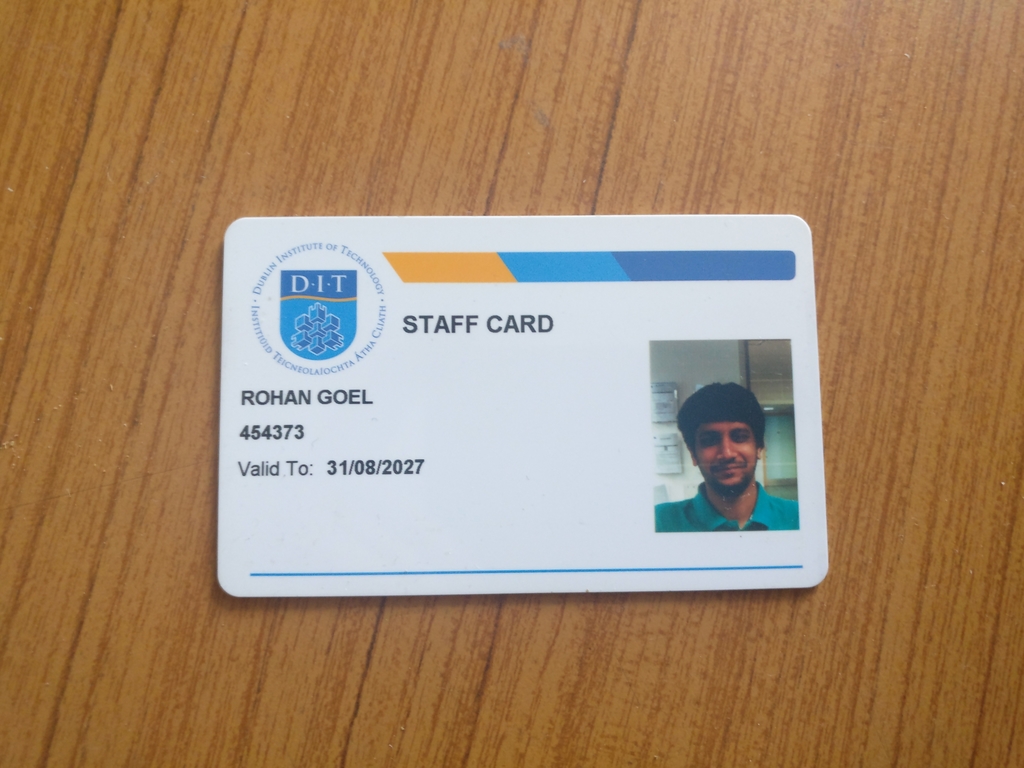 DUBLIN INSTITUTE OF TECHNOLOGY
INSTITIÚID TEICNEOLAÍOCHTA ÁTHA CLIATH
D·I·T
STAFF CARD
ROHAN GOEL
454373
Valid To: 31/08/2027